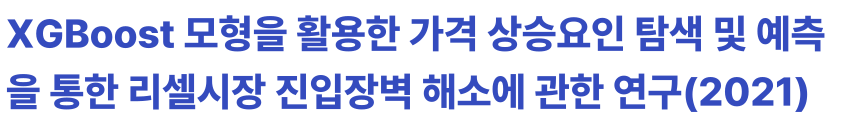 XGBoost 모형을 활용한 가격 상승요인 탐색 및 예측
을 통한 리셀시장 진입장벽 해소에 관한 연구(2021)